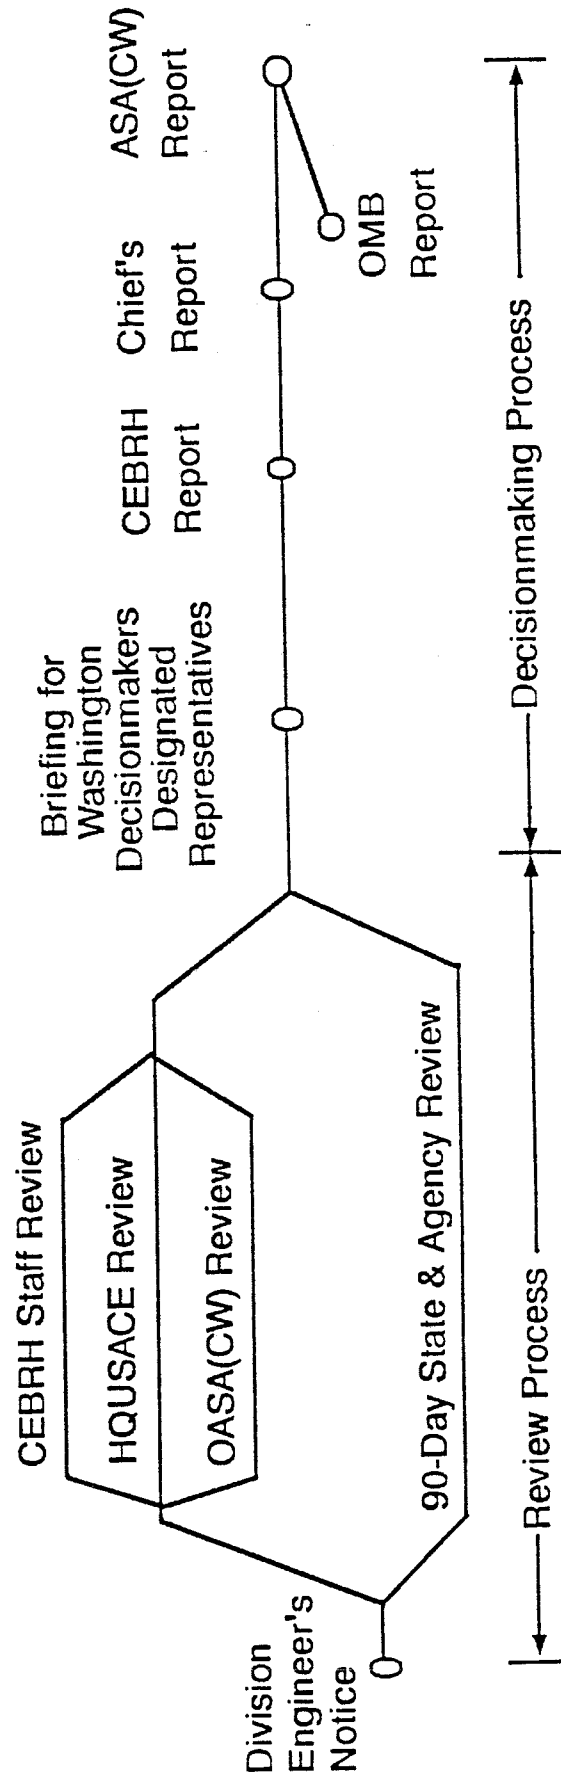 Division
Engineer's
Notice
CEBRH Staff Review
HQUSACE Review
OASA(CW) Review
90-Day State & Agency Review
Briefing for
Washington
Decisionmakers
Designated
Representatives
CEBRH
Report
Chief's
Report
ASA(CW)
Report
OMB
Report
Review Process
Decisionmaking Process